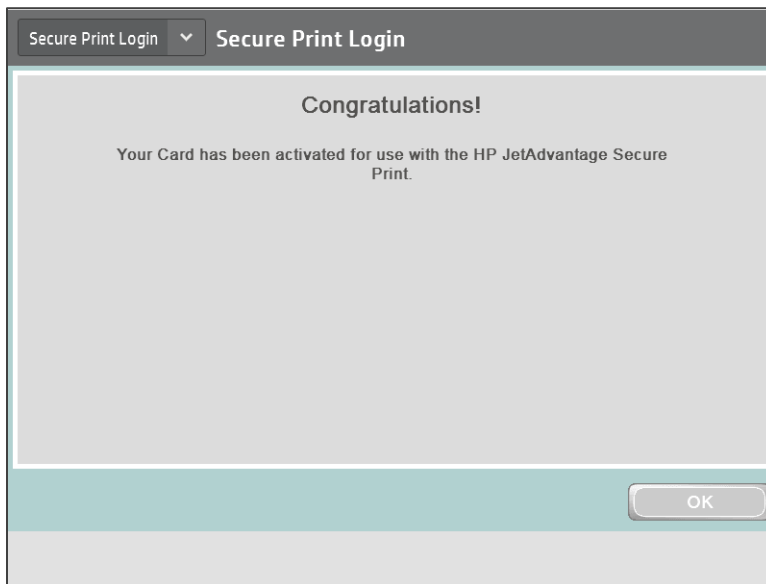 Secure Print Login Secure Print Login
Congratulations!
Your Card has been activated for use with the HP JetAdvantage Secure
Print.
OK